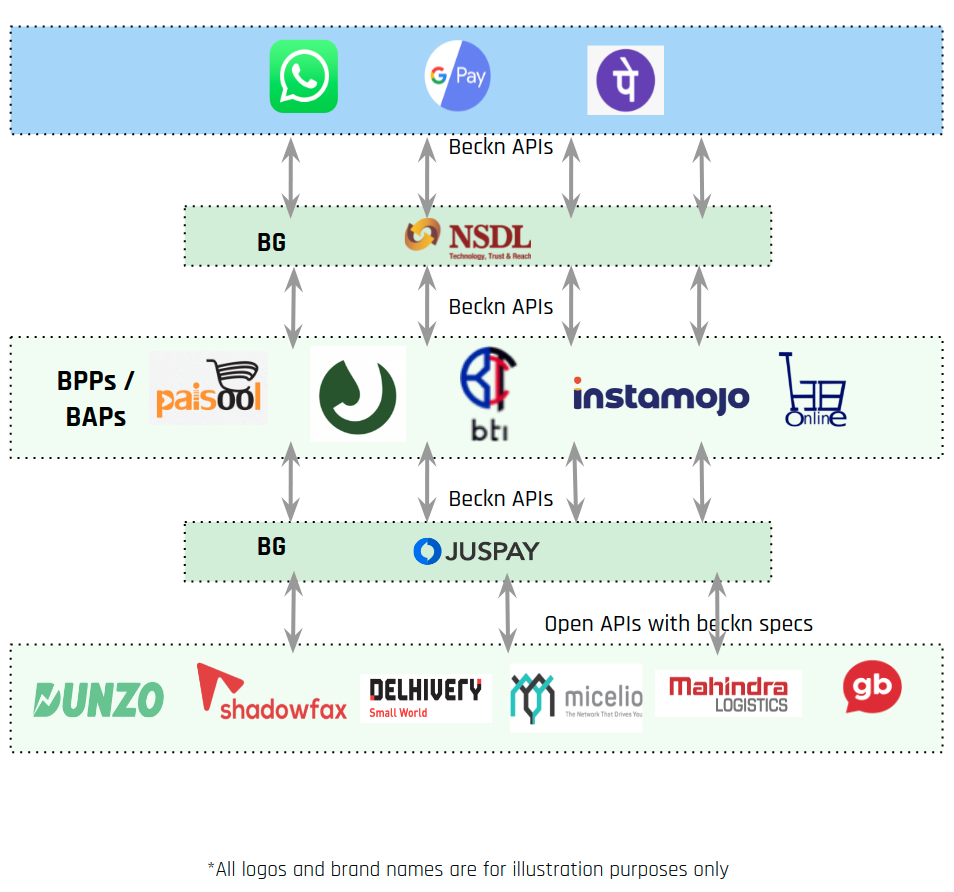 G Pay
पे
Beckn APIs
BG
NSDL
Technology, Trust & Reach
Beckn APIs
BPPs /
BAPs
paisool
bti
instamojo
Online
Beckn APIs
BG
JUSPAY
Open APIs with beckn specs
DUNZO
shadowfax
DELHIVERY
Small World
micelio
The Network That Drives You
Mahindra
LOGISTICS
gb
*All logos and brand names are for illustration purposes only